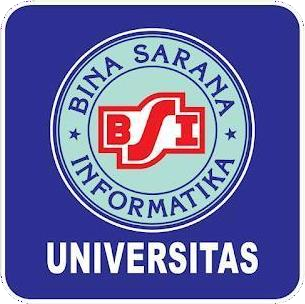 BINA SARANA
BSI
INFORMATIKA
UNIVERSITAS